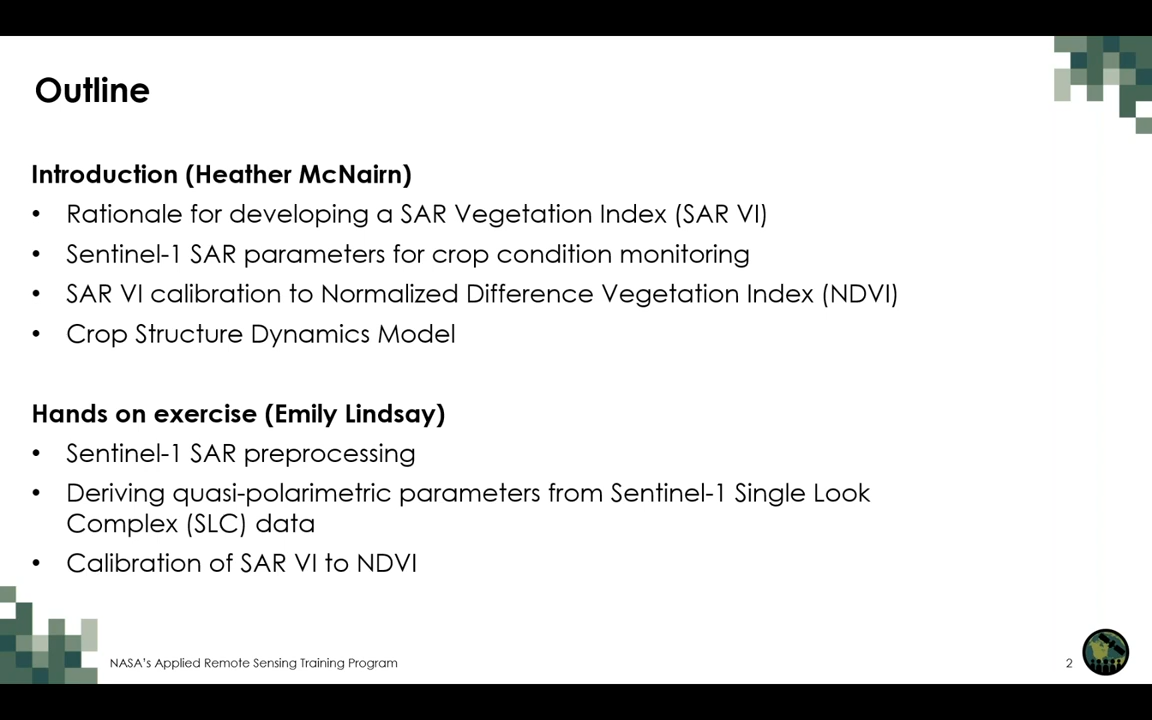 Outline
Introduction (Heather McNairn)
• Rationale for developing a SAR Vegetation Index (SAR VI)
• Sentinel-1 SAR parameters for crop condition monitoring
• SAR VI calibration to Normalized Difference Vegetation Index (NDVI)
• Crop Structure Dynamics Model
Hands on exercise (Emily Lindsay)
• Sentinel-1 SAR preprocessing
• Deriving quasi-polarimetric parameters from Sentinel-1 Single Look
Complex (SLC) data
• Calibration of SAR VI to NDVI
NASA's Applied Remote Sensing Training Program
2